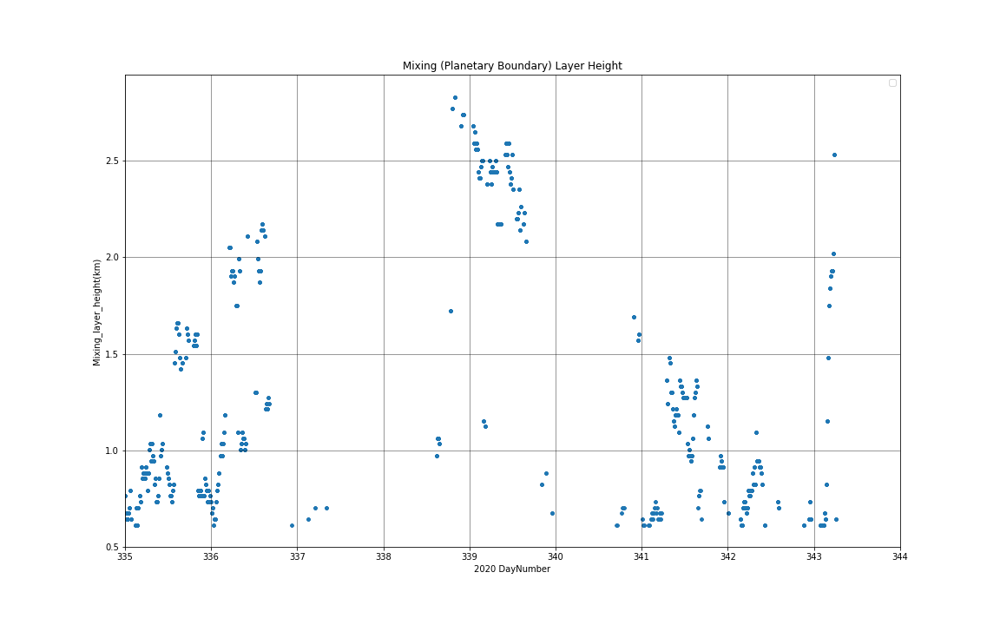 Mixing (Planetary Boundary) Layer Height
Mixing_layer_height(km)
2.5
2.0
1.5
1.0
0.5
335 336 337 338 339 340 341 342 343 344
2020 DayNumber